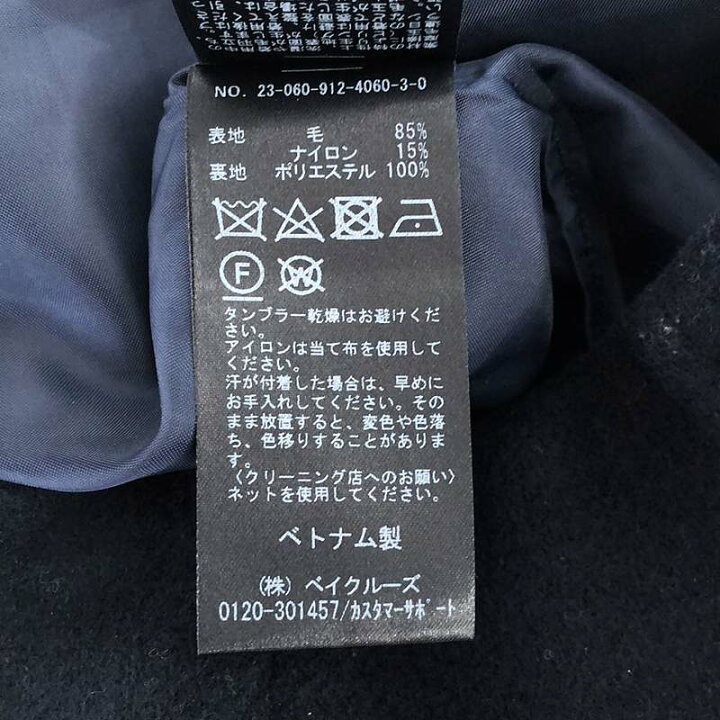 NO. 23-060-912-4060-3-0
表地 毛 85%
ナイロン 15%
裏地 ポリエステル 100%
F W
タンブラー乾燥はお避けくだ
さい。
アイロンは当て布を使用して
ください。
汗が付着した場合は、早めに
お手入れしてください。その
まま放置すると、変色や色落
ち、色移りすることがありま
す。
〈クリーニング店へのお願い〉
ネットを使用してください。
ベトナム製
(株) ベイクルーズ
0120-301457/ｶｽﾀﾏｰｻﾎﾟｰﾄ